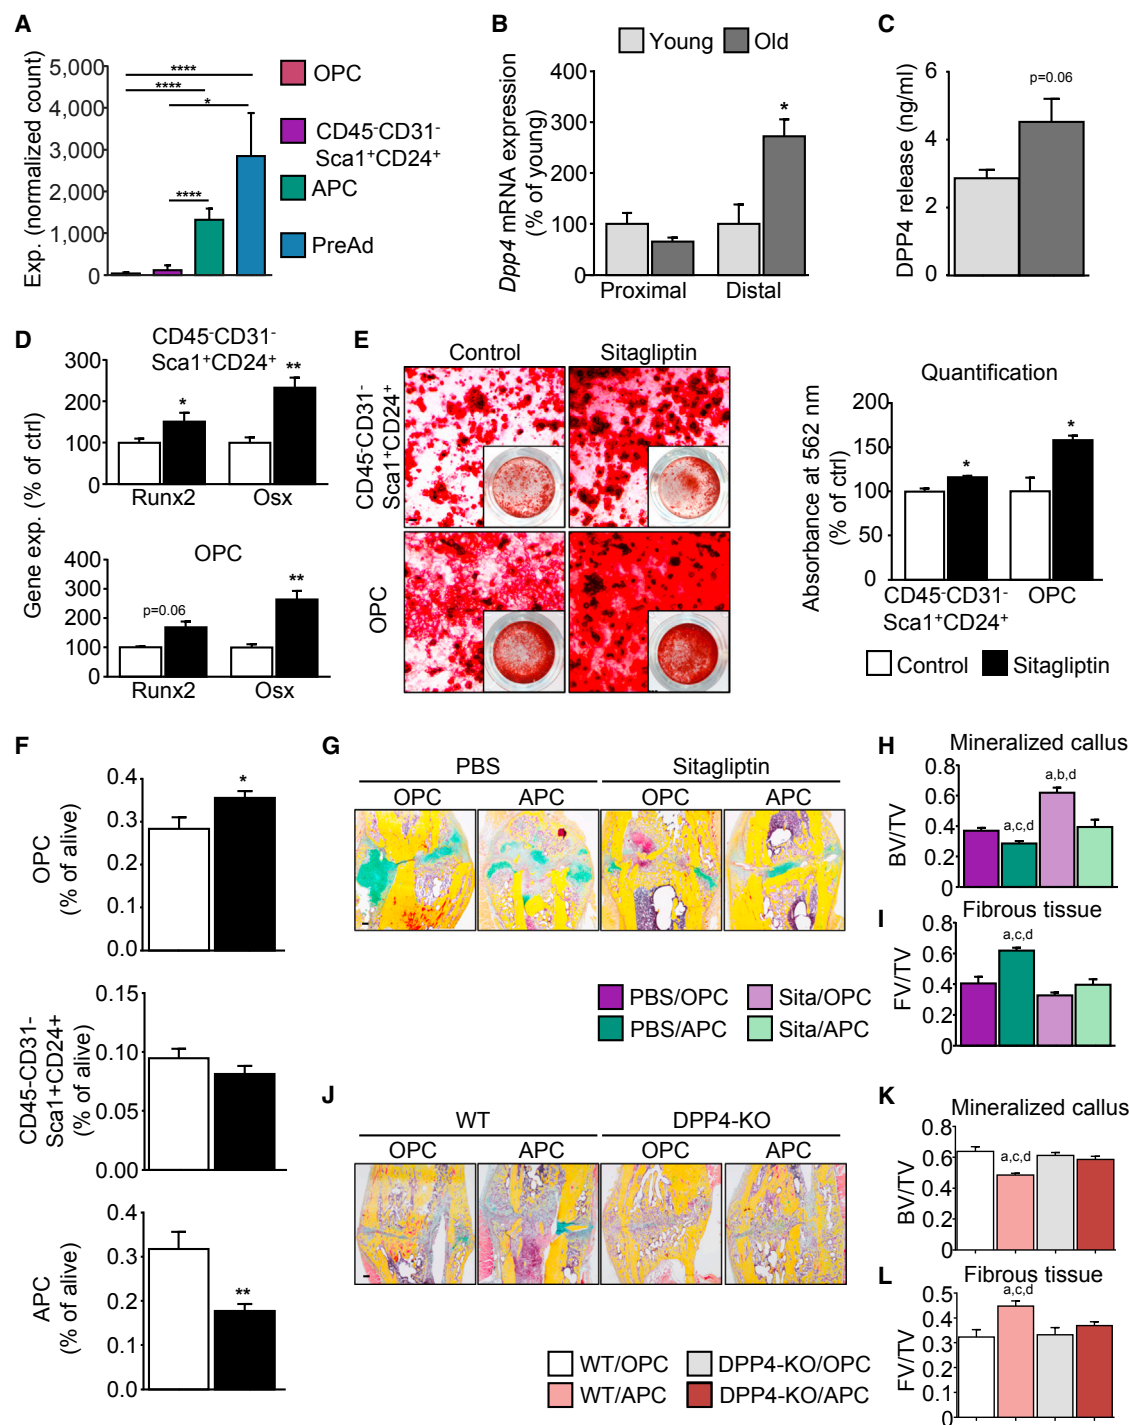 A
Exp. (normalized count)
5,000
4,000
3,000
2,000
1,000
0
****
****
*
****
OPC
CD45-CD31-
Sca1+CD24+
APC
PreAd
B
Young Old
Dpp4 mRNA expression
(% of young)
400
300
200
100
0
*
Proximal Distal
C
DPP4 release (ng/ml)
6
4
2
0
p=0.06
D
Gene exp. (% of ctrl)
CD45-CD31-
Sca1+CD24+
300
200
100
0
*
**
Runx2 Osx
OPC
400
300
200
100
0
p=0.06
**
Runx2 Osx
E
Control Sitagliptin
CD45-CD31-
Sca1+CD24+
OPC
Quantification
Absorbance at 562 nm
(% of ctrl)
200
150
100
50
0
*
*
CD45-CD31-
Sca1+CD24+
OPC
Control Sitagliptin
F
OPC
(% of alive)
0.4
0.3
0.2
0.1
0.0
*
CD45-CD31-
Sca1+CD24+
(% of alive)
0.15
0.10
0.05
0.00
APC
(% of alive)
0.4
0.3
0.2
0.1
0.0
**
G
PBS Sitagliptin
OPC APC OPC APC
H
Mineralized callus
BV/TV
0.8
0.6
0.4
0.2
0
a,c,d
a,b,d
I
Fibrous tissue
FV/TV
0.8
0.6
0.4
0.2
0
a,c,d
PBS/OPC Sita/OPC
PBS/APC Sita/APC
J
WT DPP4-KO
OPC APC OPC APC
K
Mineralized callus
BV/TV
0.8
0.6
0.4
0.2
0
a,c,d
L
Fibrous tissue
FV/TV
0.5
0.4
0.3
0.2
0.1
0
a,c,d
WT/OPC DPP4-KO/OPC
WT/APC DPP4-KO/APC